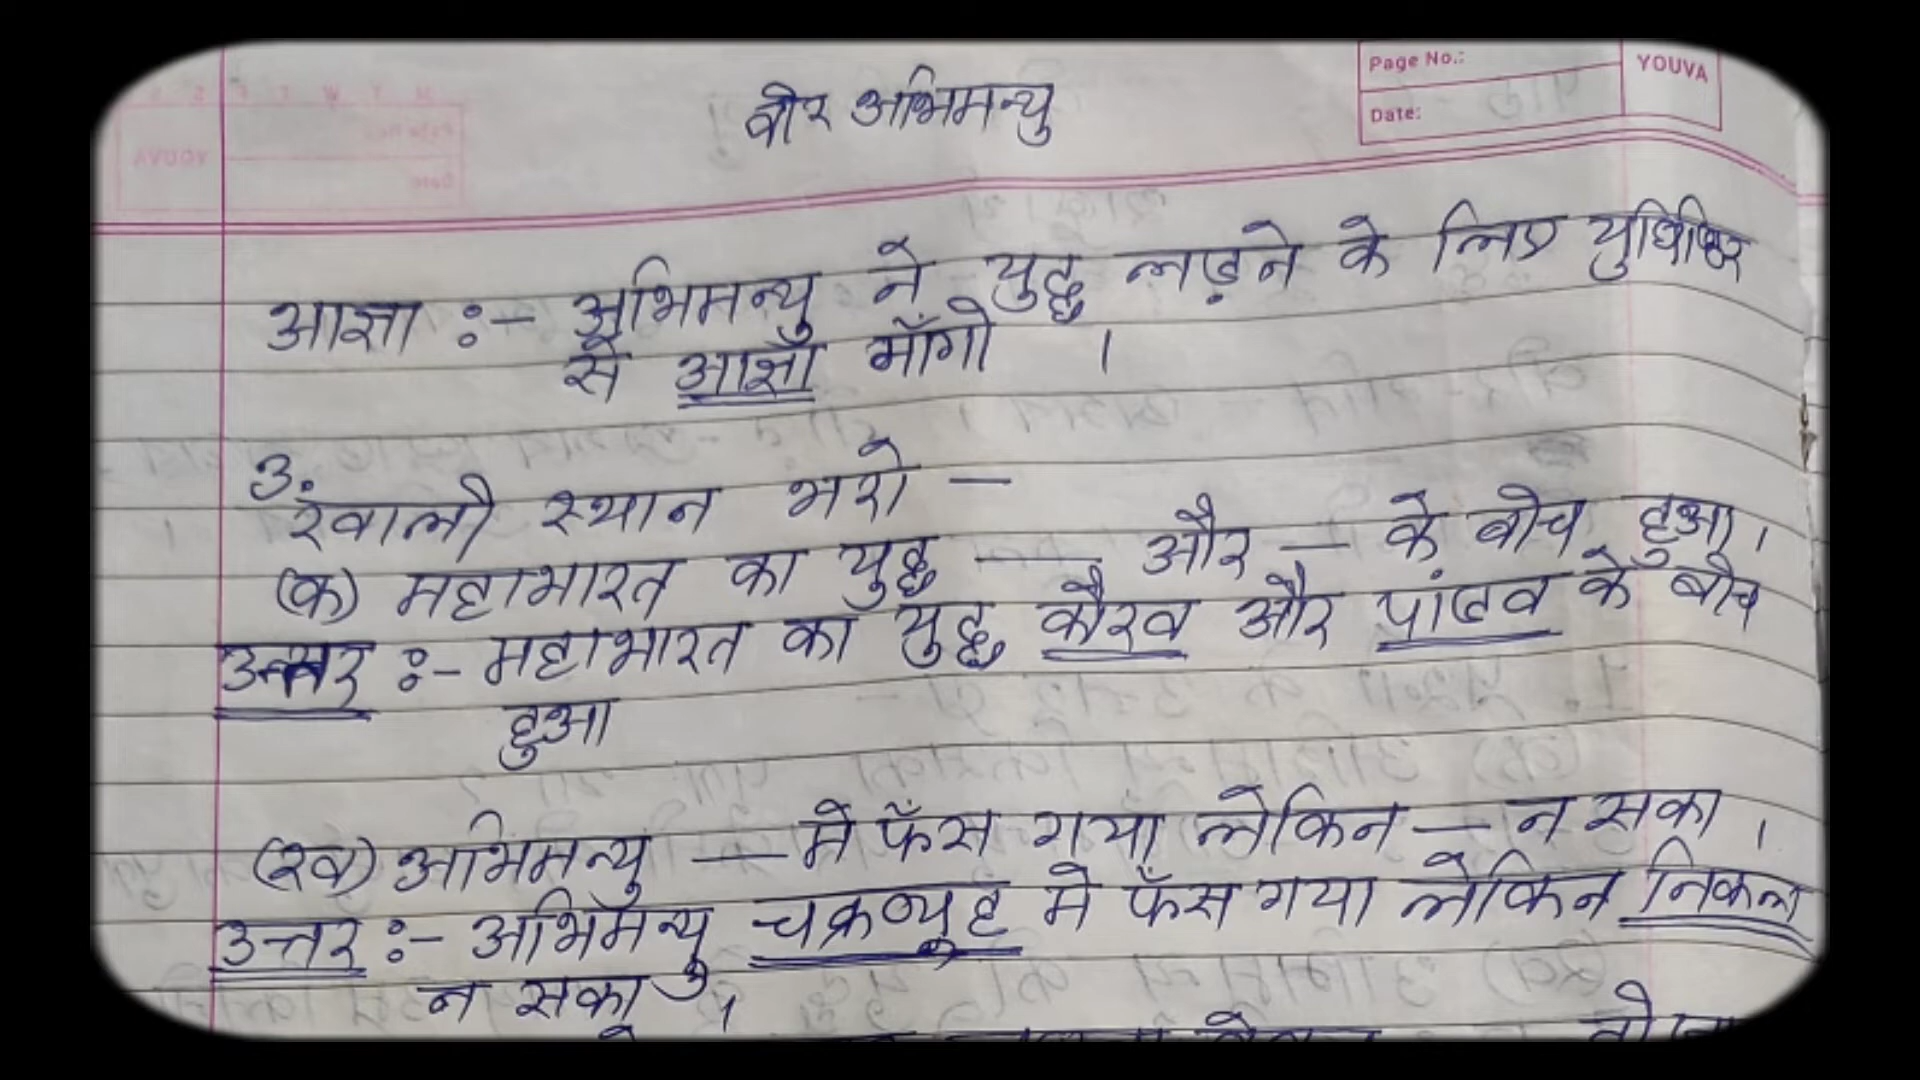 Page No.:
YOUVA
Date:
वीर अभिमन्यु
आज्ञा :- अभिमन्यु ने युद्ध लड़ने के लिए युधिष्ठिर
से आज्ञा माँगी ।
3.
खाली स्थान भरो —
(क) महाभारत का युद्ध — और — के बीच हुआ।
उत्तर :- महाभारत का युद्ध कौरव और पांडव के बीच
हुआ
(ख) अभिमन्यु — में फँस गया लेकिन — न सका ।
उत्तर :- अभिमन्यु चक्रव्यूह में फँस गया लेकिन निकल
न सका ।